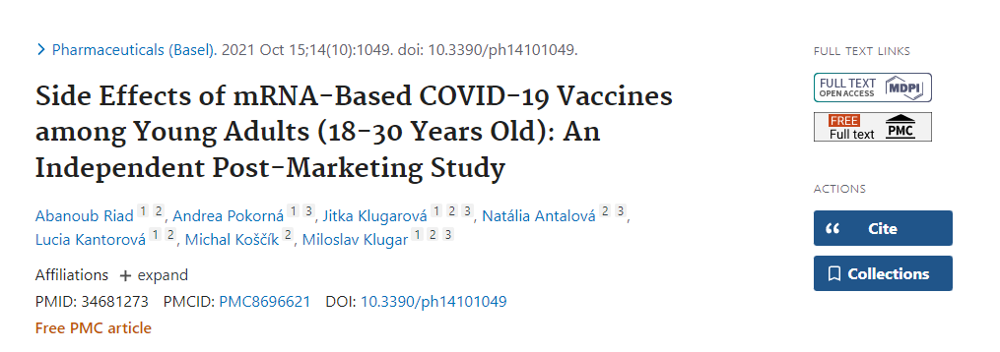 Pharmaceuticals (Basel). 2021 Oct 15;14(10):1049. doi: 10.3390/ph14101049.
Side Effects of mRNA-Based COVID-19 Vaccines
among Young Adults (18-30 Years Old): An
Independent Post-Marketing Study
Abanoub Riad 1 2, Andrea Pokorná 1 3, Jitka Klugarová 1 2 3, Natália Antalová 2 3,
Lucia Kantorová 1 2, Michal Koščík 2, Miloslav Klugar 1 2 3
Affiliations + expand
PMID: 34681273 PMCID: PMC8696621 DOI: 10.3390/ph14101049
Free PMC article
FULL TEXT LINKS
FULL TEXT
OPEN ACCESS
MDPI
FREE
Full text
PMC
ACTIONS
Cite
Collections